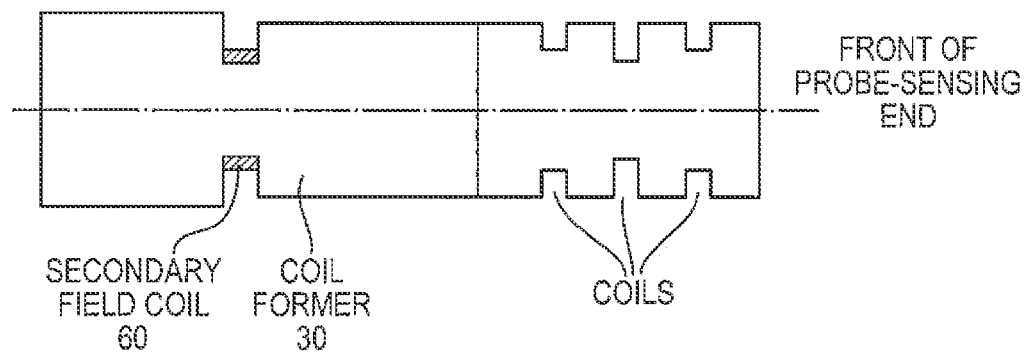 FRONT OF
PROBE-SENSING
END
SECONDARY
FIELD COIL
60
COIL
FORMER
30
COILS